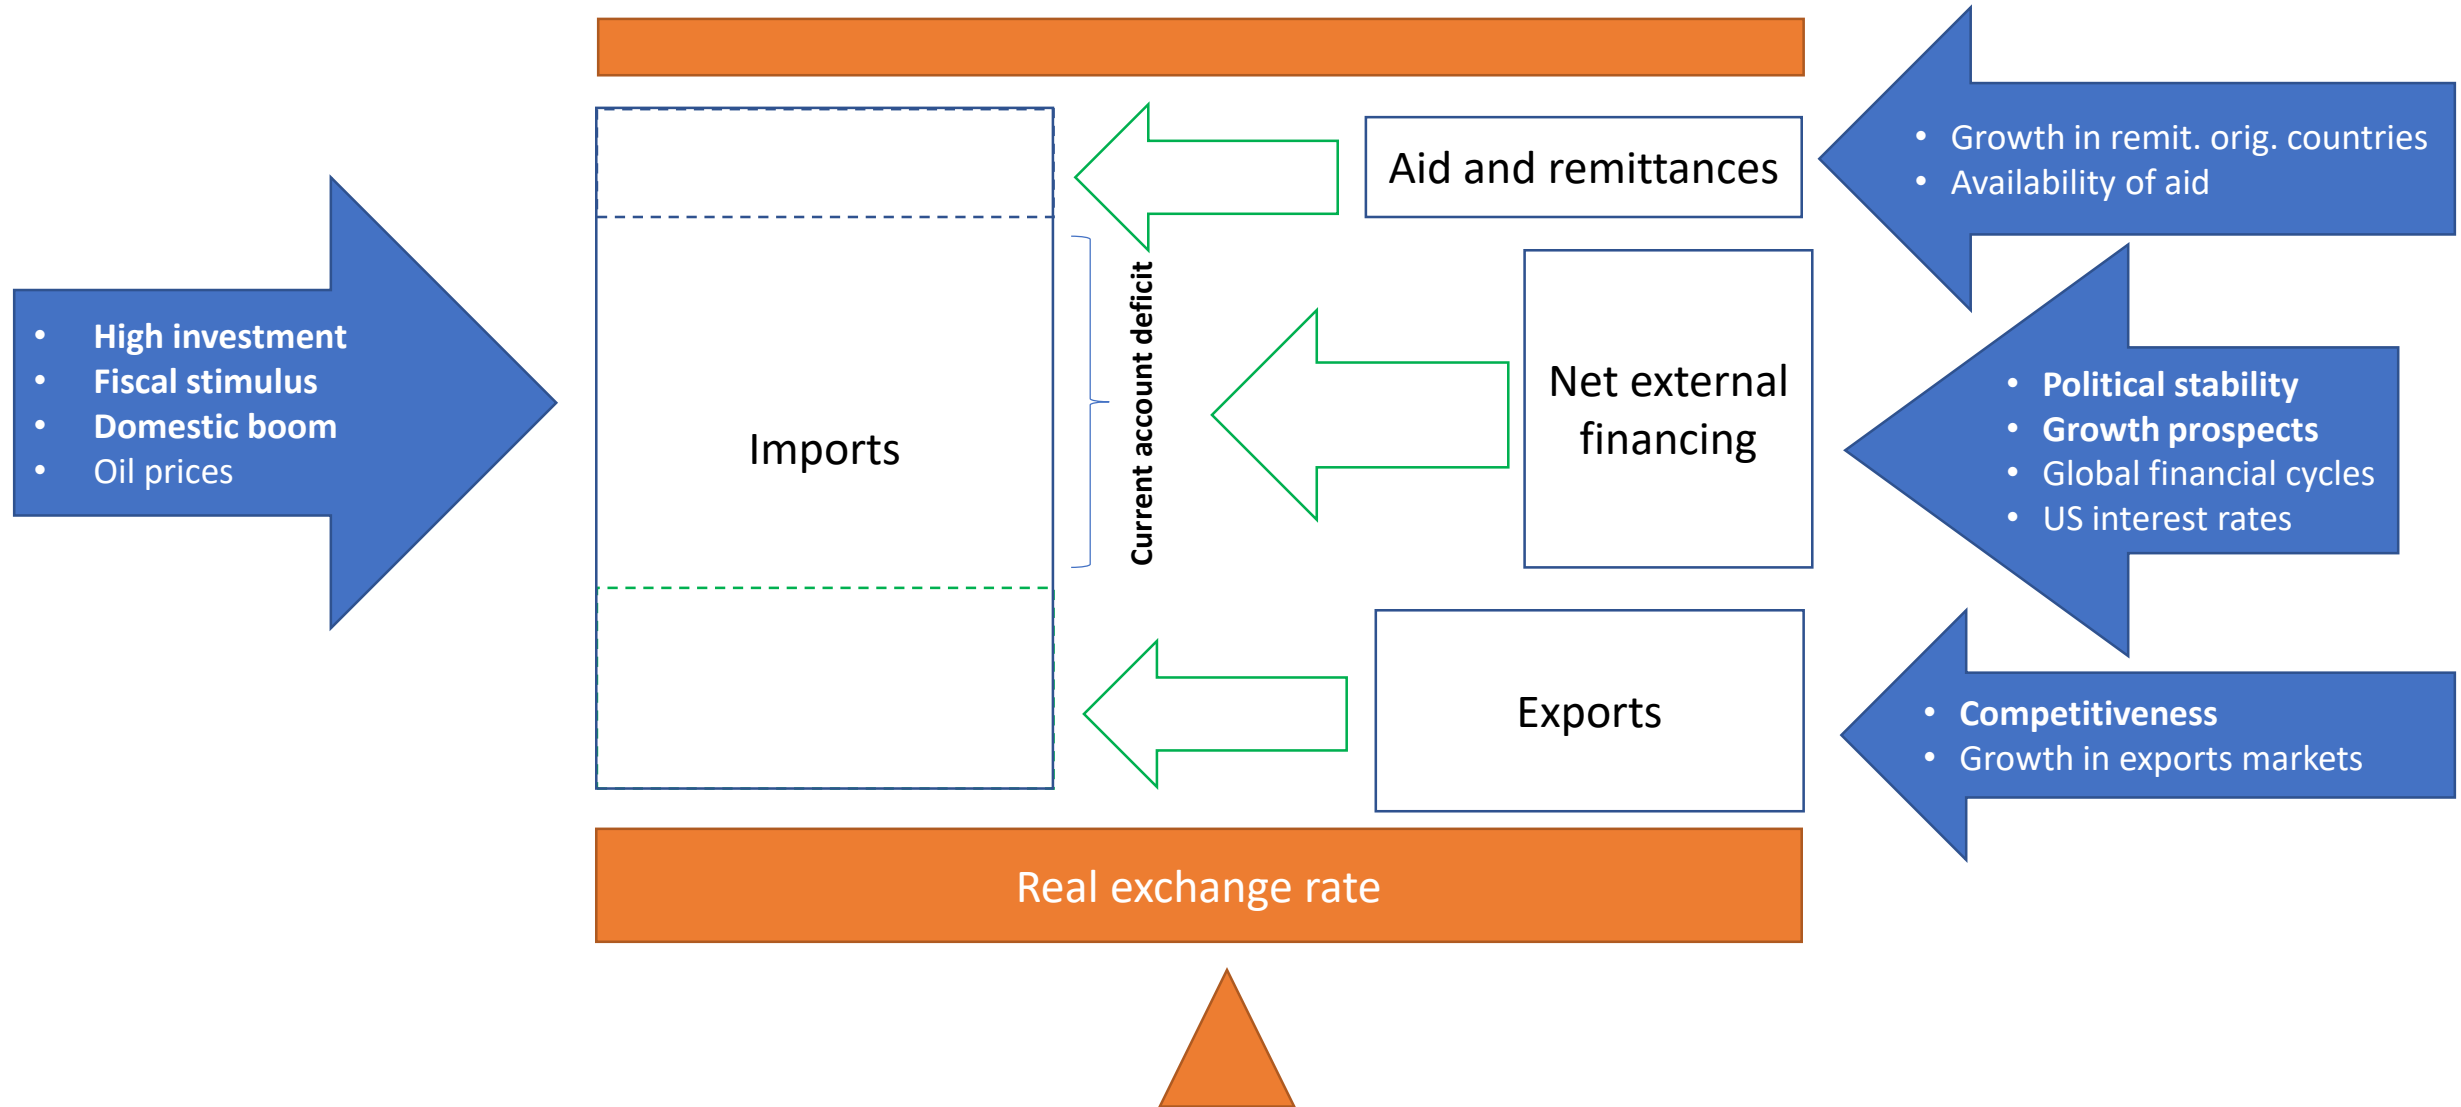 • High investment
• Fiscal stimulus
• Domestic boom
• Oil prices
Imports
Current account deficit
Aid and remittances
Net external
financing
Exports
• Growth in remit. orig. countries
• Availability of aid
• Political stability
• Growth prospects
• Global financial cycles
• US interest rates
• Competitiveness
• Growth in exports markets
Real exchange rate